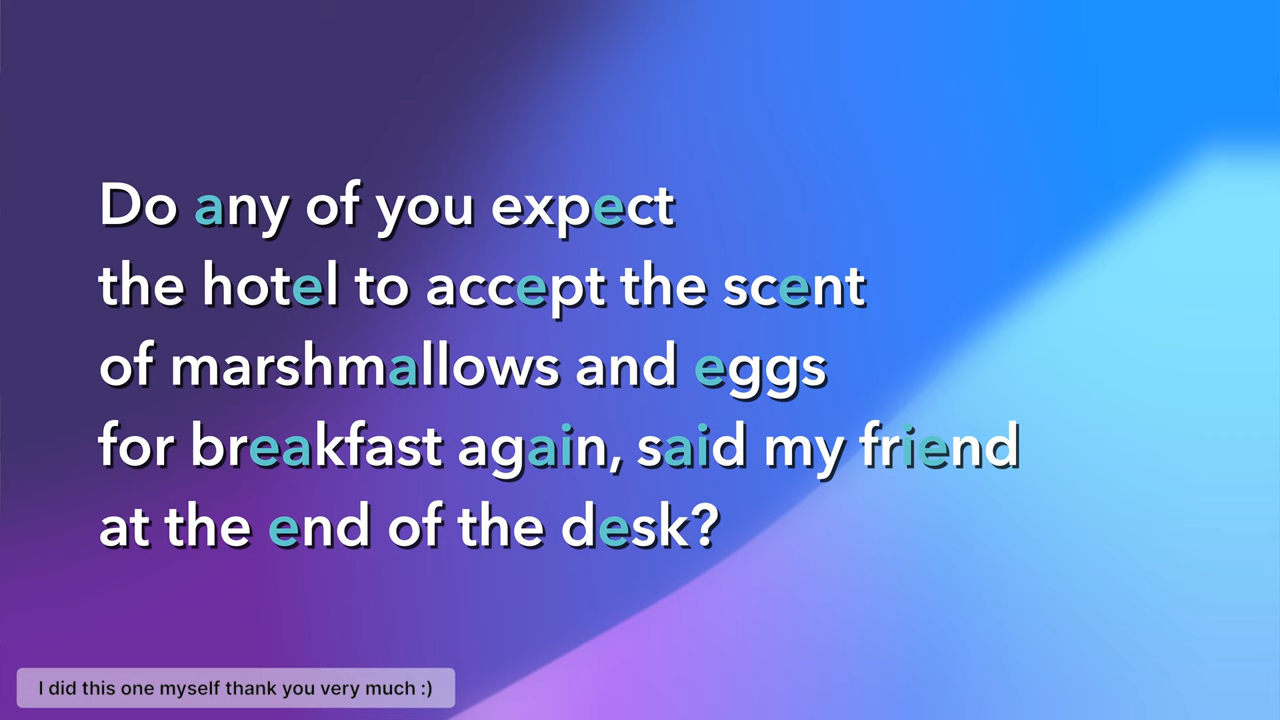 Do any of you expect
the hotel to accept the scent
of marshmallows and eggs
for breakfast again, said my friend
at the end of the desk?
I did this one myself thank you very much :)